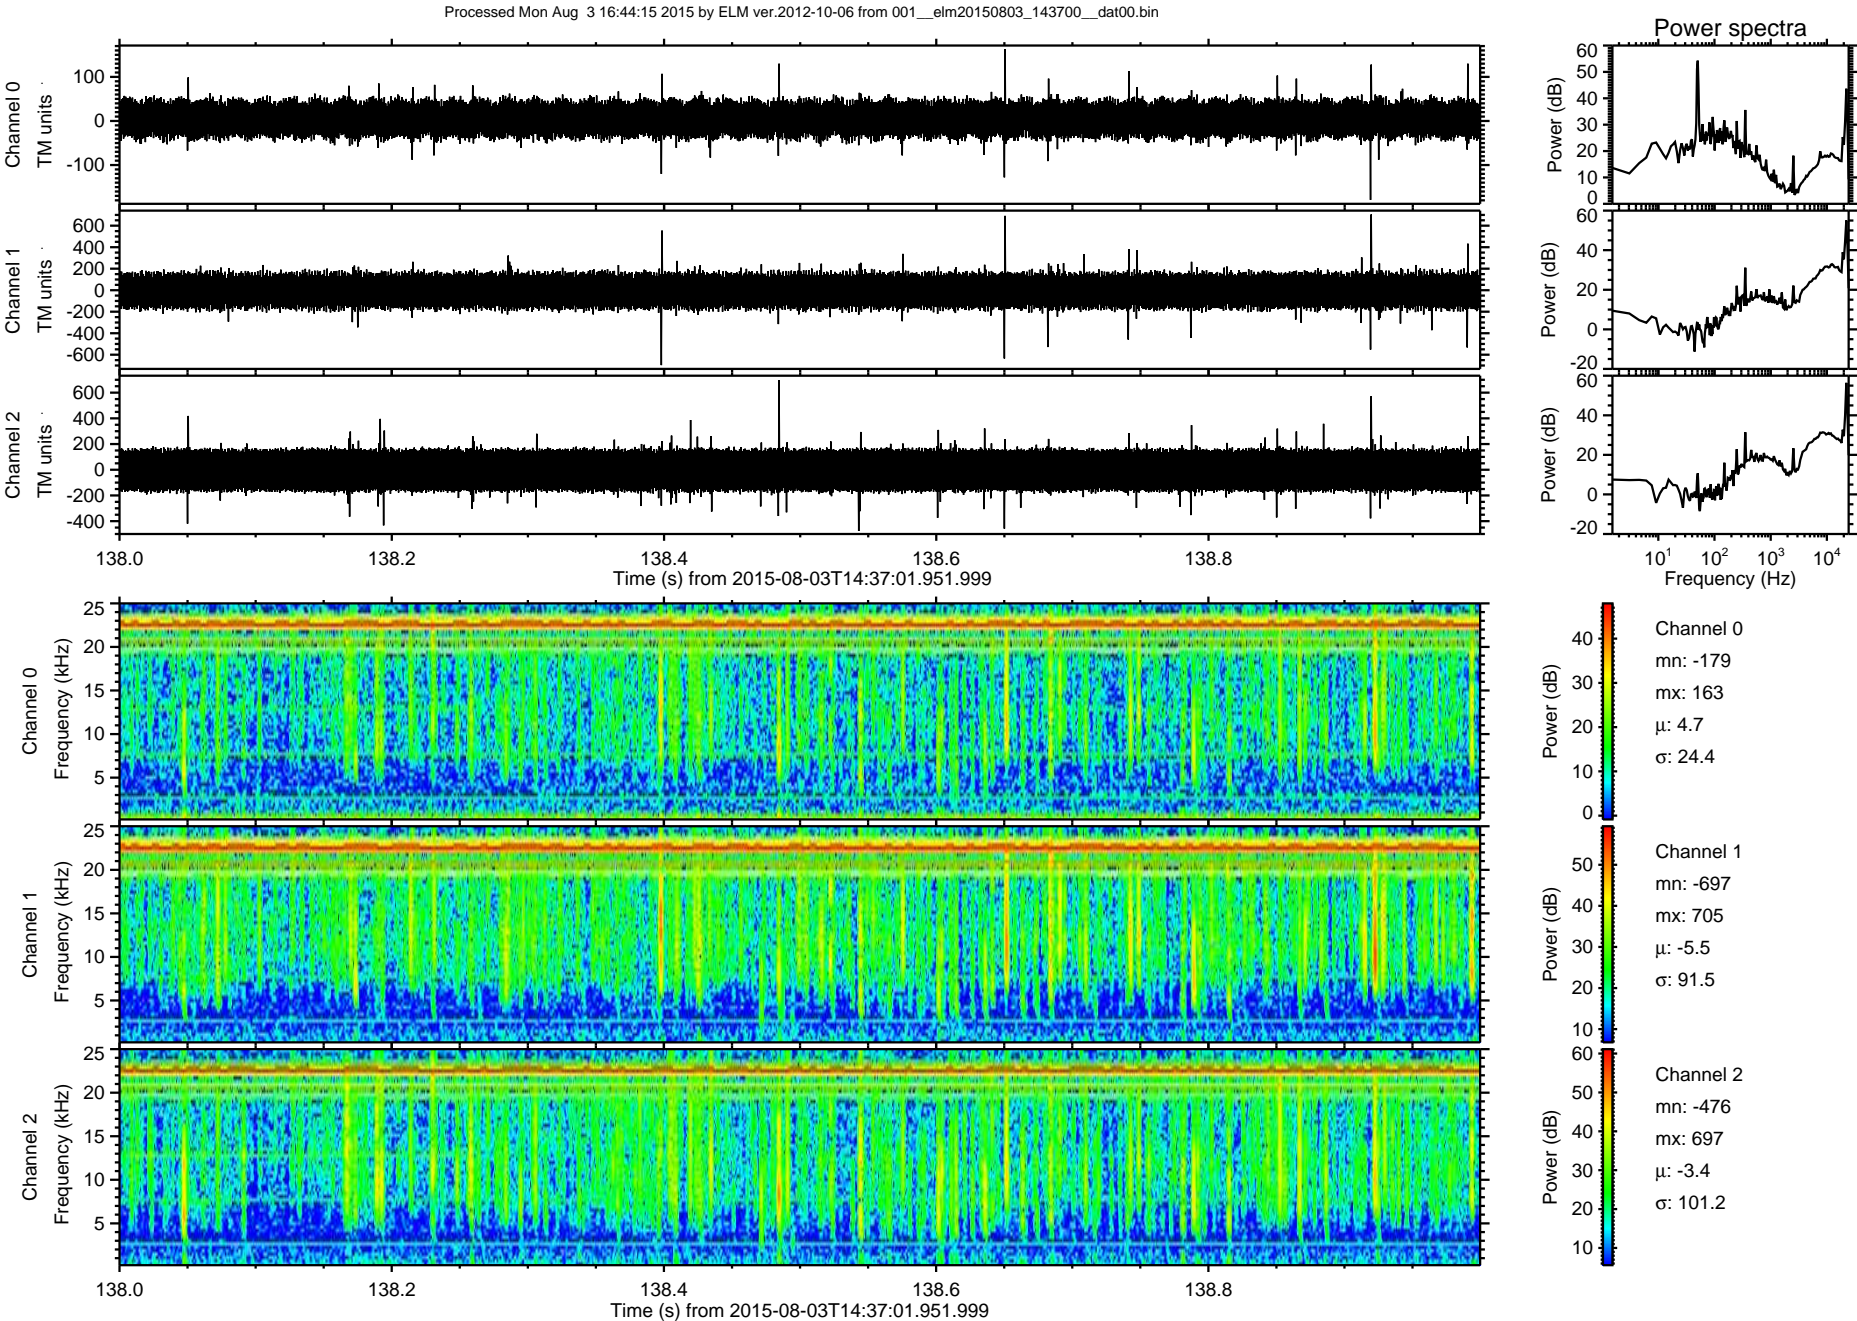 Processed Mon Aug  3 16:44:15 2015 by ELM ver.2012-10-06 from 001__elm20150803_143700__dat00.bin
Power spectra
Channel 0
TM units
100
0
-100
Power (dB)
60
50
40
30
20
10
0
Channel 1
TM units
600
400
200
0
-200
-400
-600
Power (dB)
60
40
20
0
-20
Channel 2
TM units
600
400
200
0
-200
-400
Power (dB)
60
40
20
0
-20
138.0 138.2 138.4 138.6 138.8
Time (s) from 2015-08-03T14:37:01.951.999
10^1 10^2 10^3 10^4
Frequency (Hz)
Channel 0
Frequency (kHz)
25
20
15
10
5
Power (dB)
40
30
20
10
0
Channel 0
mn: -179
mx: 163
μ: 4.7
σ: 24.4
Channel 1
Frequency (kHz)
25
20
15
10
5
Power (dB)
50
40
30
20
10
Channel 1
mn: -697
mx: 705
μ: -5.5
σ: 91.5
Channel 2
Frequency (kHz)
25
20
15
10
5
Power (dB)
60
50
40
30
20
10
Channel 2
mn: -476
mx: 697
μ: -3.4
σ: 101.2
138.0 138.2 138.4 138.6 138.8
Time (s) from 2015-08-03T14:37:01.951.999